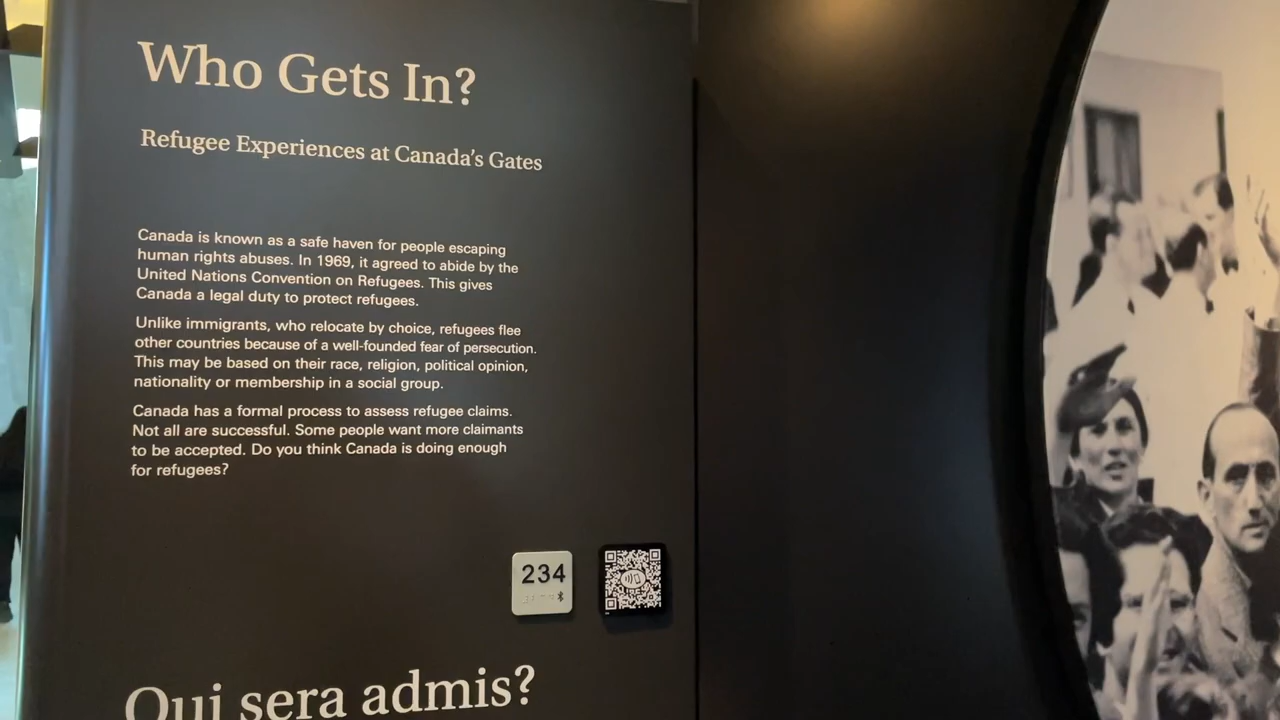 Who Gets In?
Refugee Experiences at Canada's Gates
Canada is known as a safe haven for people escaping
human rights abuses. In 1969, it agreed to abide by the
United Nations Convention on Refugees. This gives
Canada a legal duty to protect refugees.
Unlike immigrants, who relocate by choice, refugees flee
other countries because of a well-founded fear of persecution.
This may be based on their race, religion, political opinion,
nationality or membership in a social group.
Canada has a formal process to assess refugee claims.
Not all are successful. Some people want more claimants
to be accepted. Do you think Canada is doing enough
for refugees?
234
Qui sera admis?